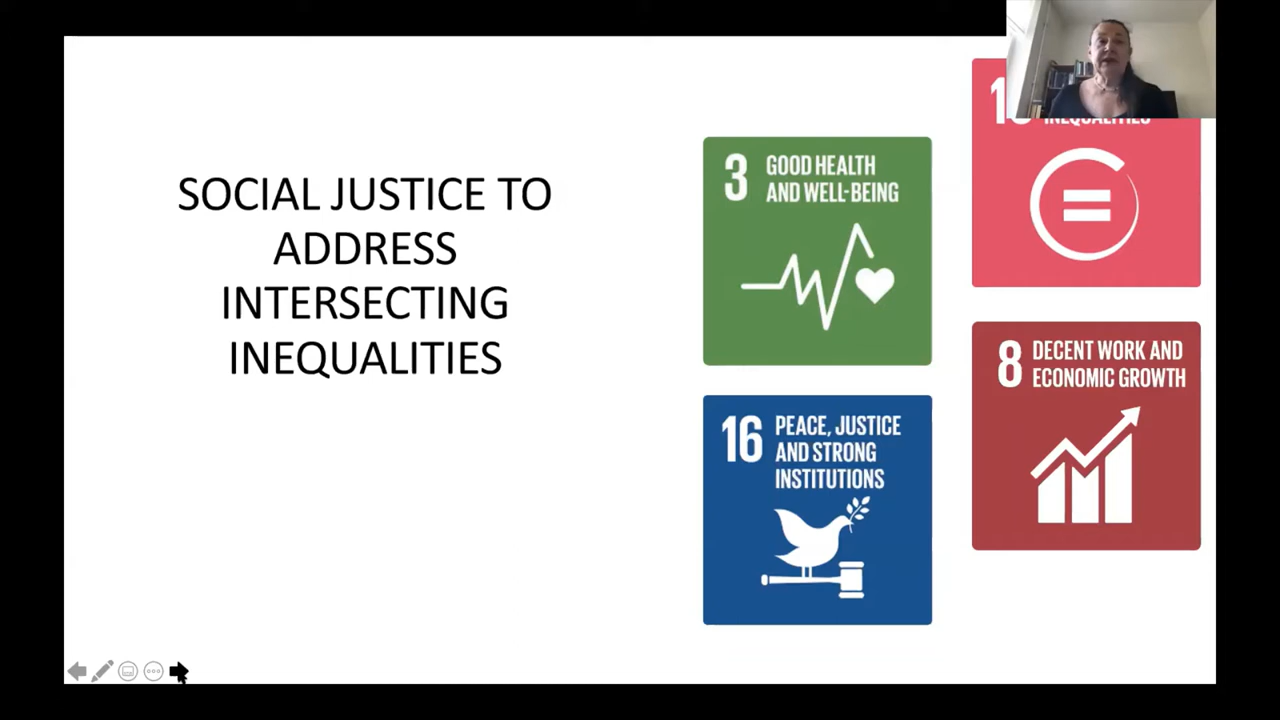 SOCIAL JUSTICE TO
ADDRESS
INTERSECTING
INEQUALITIES
3 GOOD HEALTH
AND WELL-BEING
INEQUALITIES
8 DECENT WORK AND
ECONOMIC GROWTH
16 PEACE, JUSTICE
AND STRONG
INSTITUTIONS